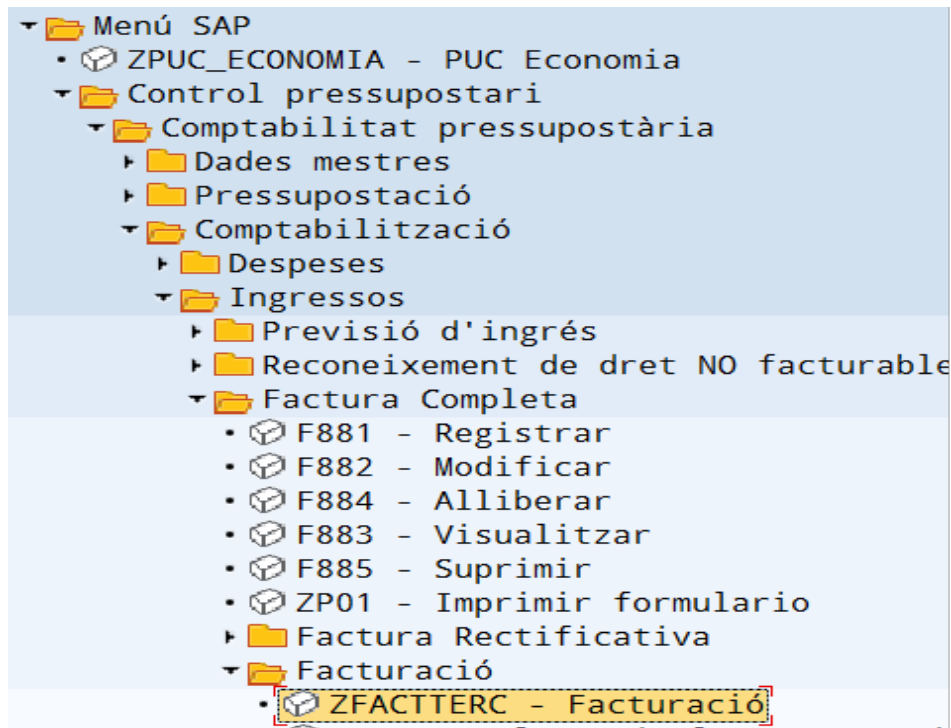 Menú SAP
ZPUC_ECONOMIA - PUC Economia
Control pressupostari
Comptabilitat pressupostària
Dades mestres
Pressupostació
Comptabilització
Despeses
Ingressos
Previsió d'ingrés
Reconeixement de dret NO facturable
Factura Completa
F881 - Registrar
F882 - Modificar
F884 - Alliberar
F883 - Visualitzar
F885 - Suprimir
ZP01 - Imprimir formulario
Factura Rectificativa
Facturació
ZFACTTERC - Facturació